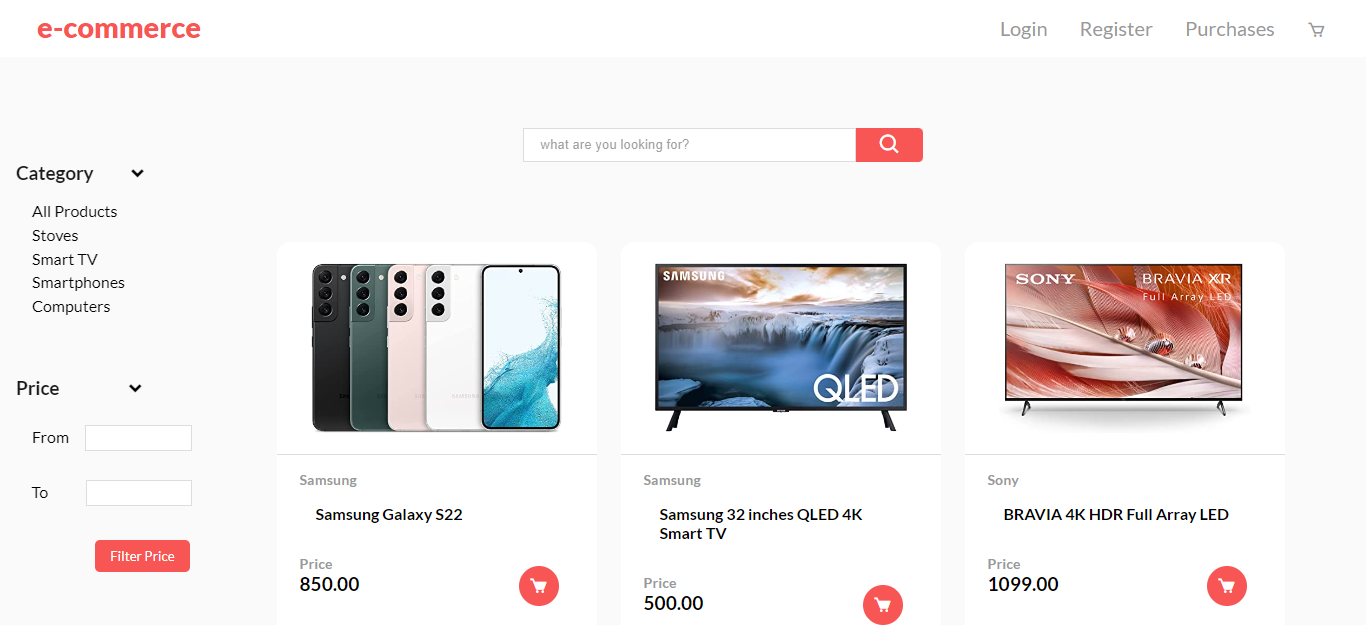 e-commerce
Login
Register
Purchases
what are you looking for?
Category
All Products
Stoves
Smart TV
Smartphones
Computers
Price
From
To
Filter Price
Samsung
Samsung Galaxy S22
Price
850.00
SAMSUNG
QLED
Samsung
Samsung 32 inches QLED 4K
Smart TV
Price
500.00
SONY
BRAVIA XR
Full Array LED
Sony
BRAVIA 4K HDR Full Array LED
Price
1099.00